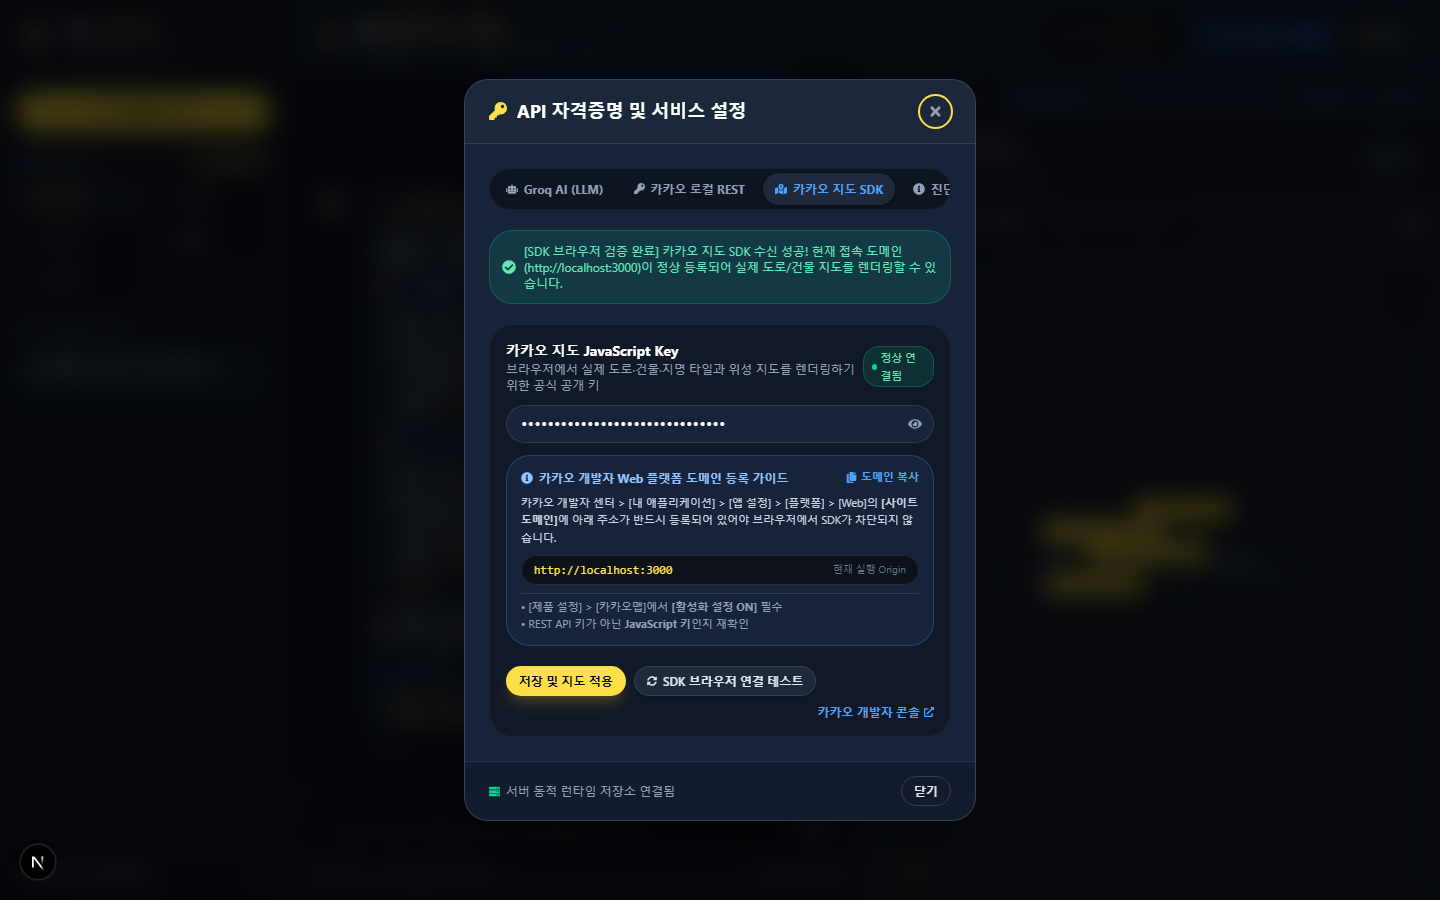 API 자격증명 및 서비스 설정
Groq AI (LLM)
카카오 로컬 REST
카카오 지도 SDK
진단
[SDK 브라우저 검증 완료] 카카오 지도 SDK 수신 성공! 현재 접속 도메인
(http://localhost:3000)이 정상 등록되어 실제 도로/건물 지도를 렌더링할 수 있
습니다.
카카오 지도 JavaScript Key
브라우저에서 실제 도로·건물·지명 타일과 위성 지도를 렌더링하기
위한 공식 공개 키
정상 연
결됨
••••••••••••••••••••••••••••••••
카카오 개발자 Web 플랫폼 도메인 등록 가이드
도메인 복사
카카오 개발자 센터 > [내 애플리케이션] > [앱 설정] > [플랫폼] > [Web]의 [사이트
도메인]에 아래 주소가 반드시 등록되어 있어야 브라우저에서 SDK가 차단되지 않
습니다.
http://localhost:3000
현재 실행 Origin
• [제품 설정] > [카카오맵]에서 [활성화 설정 ON] 필수
• REST API 키가 아닌 JavaScript 키인지 재확인
저장 및 지도 적용
SDK 브라우저 연결 테스트
카카오 개발자 콘솔
서버 동적 런타임 저장소 연결됨
닫기
N